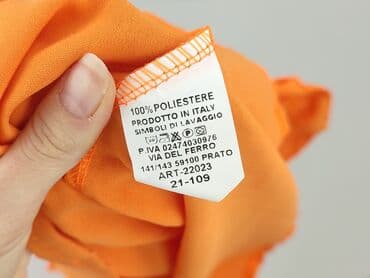 100% POLIESTERE
PRODOTTO IN ITALY
SIMBOLI DI LAVAGGIO
P.IVA 02474030976
VIA DEL FERRO
141/143 59100 PRATO
ART-22023
21-109